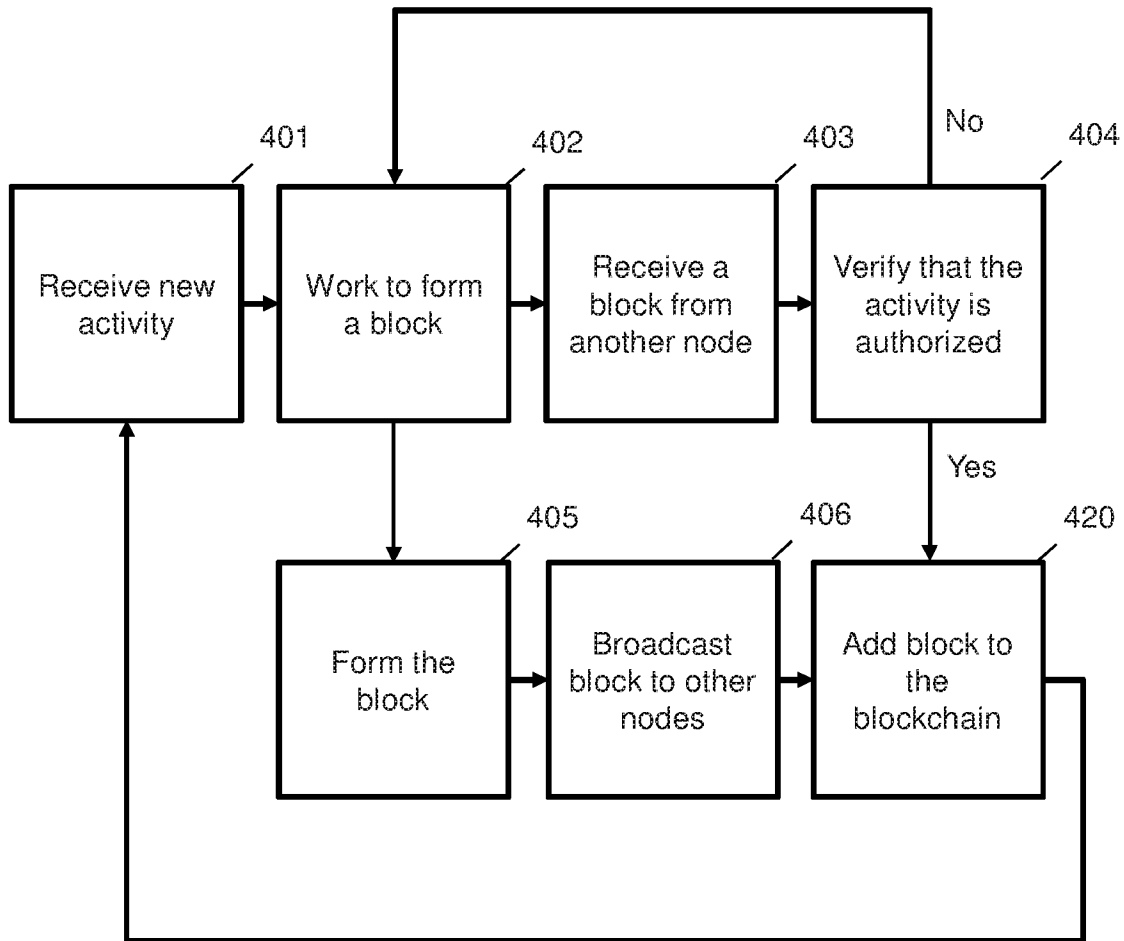 No
401
402
403
404
Receive new
activity
Work to form
a block
Receive a
block from
another node
Verify that the
activity is
authorized
Yes
405
406
420
Form the
block
Broadcast
block to other
nodes
Add block to
the
blockchain